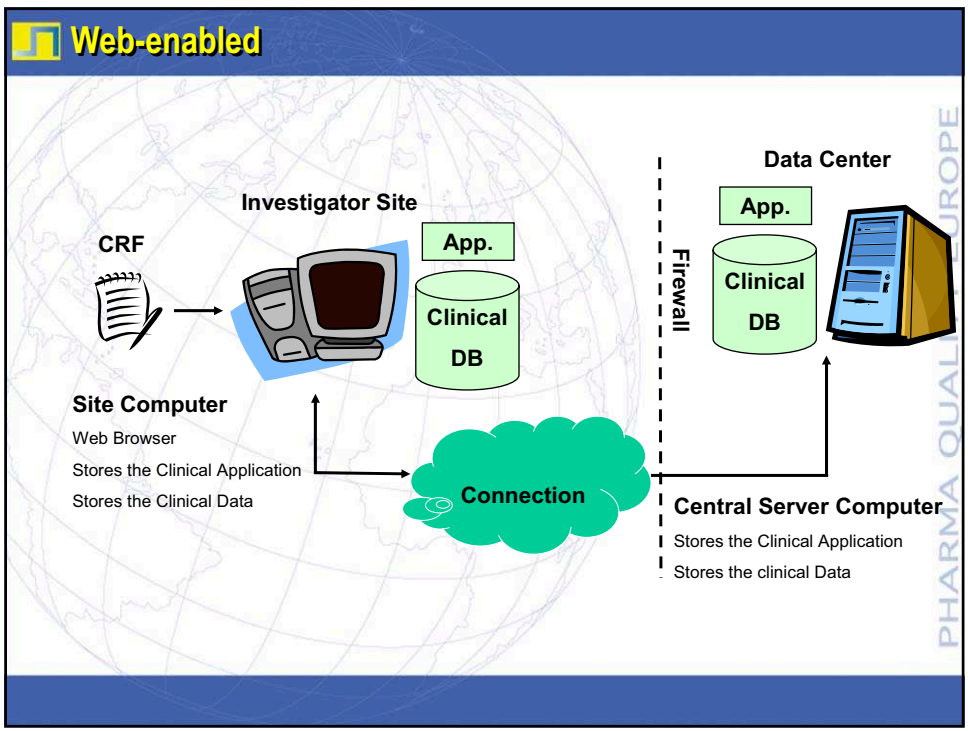 Web-enabled
Data Center
Investigator Site
App.
CRF
App.
Firewall
Clinical
DB
Clinical
DB
Site Computer
Web Browser
Stores the Clinical Application
Stores the Clinical Data
Connection
Central Server Computer
Stores the Clinical Application
Stores the clinical Data
PHARMA
EUROPE